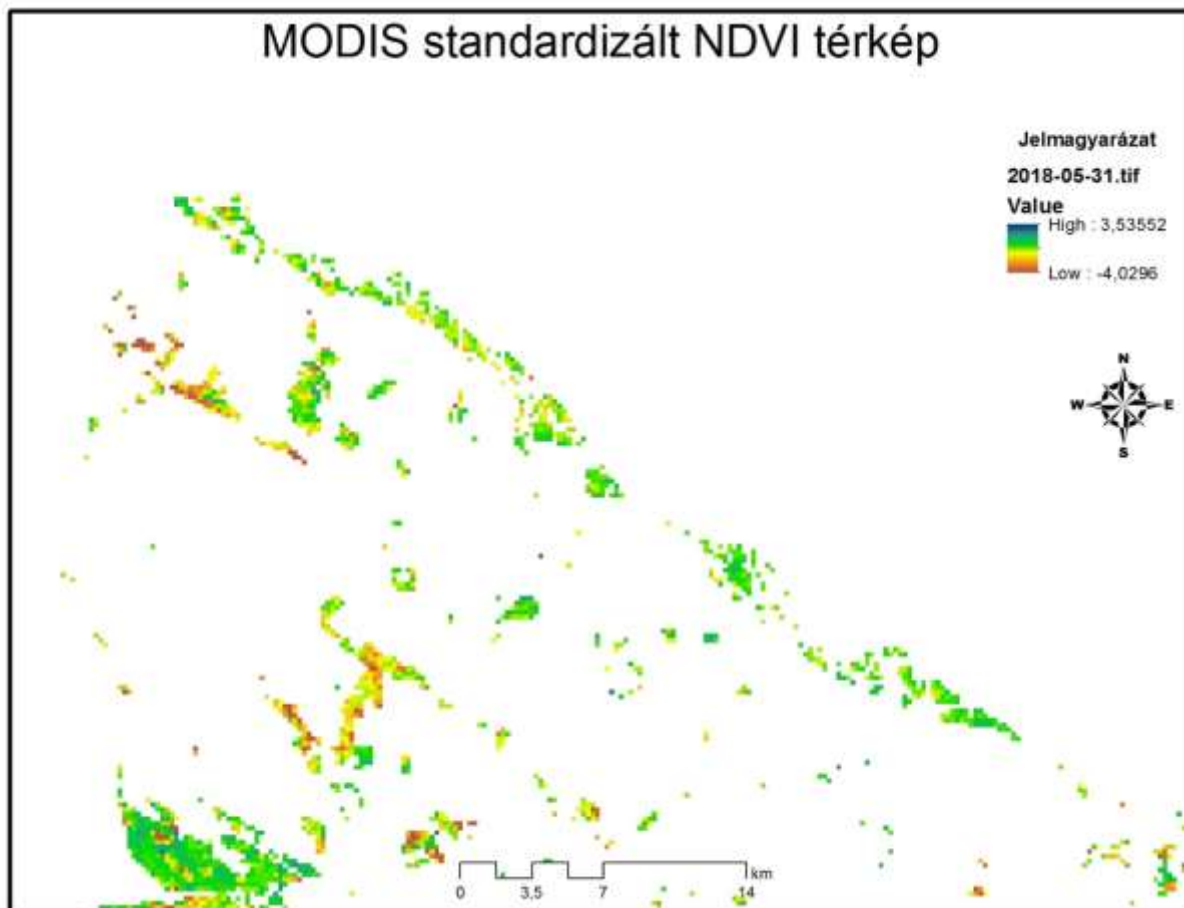 MODIS standardizált NDVI térkép
Jelmagyarázat
2018-05-31.tif
Value
High : 3,53552
Low : -4,0296
N
W E
S
km
0 3,5 7 14